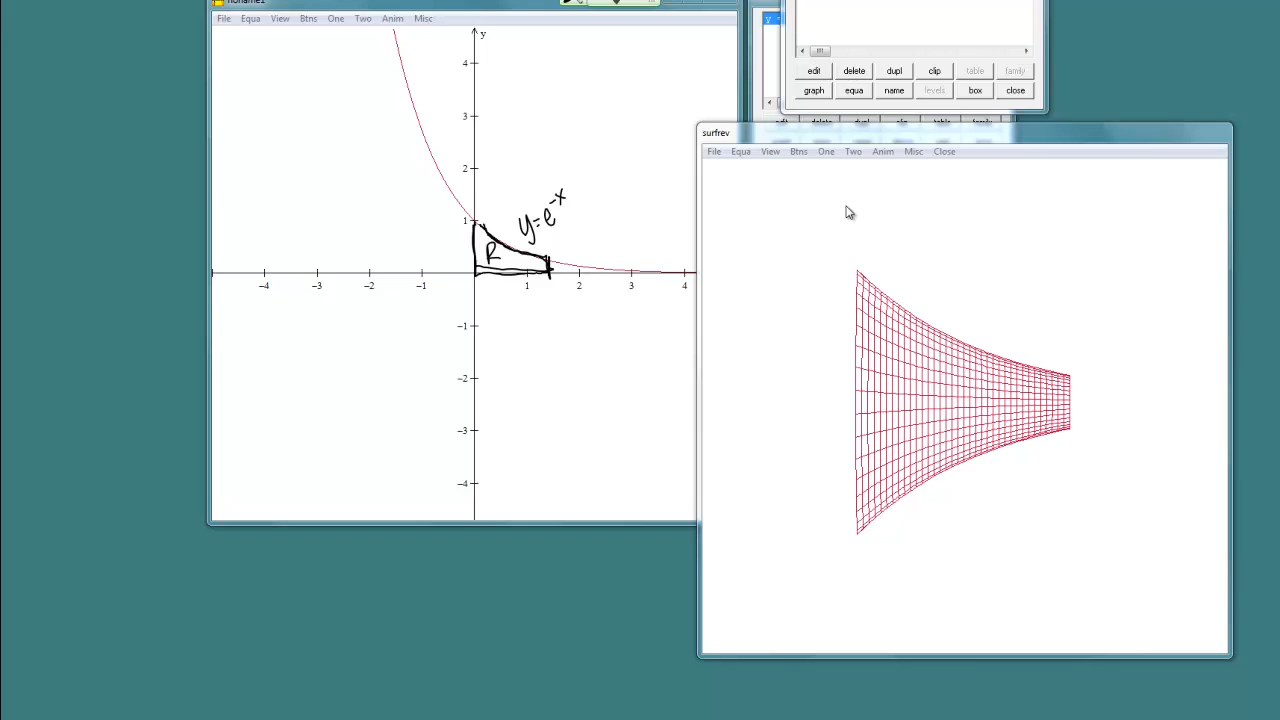 noname1
File Equa View Btns One Two Anim Misc
y
4
3
2
1
−1
−2
−3
−4
−4 −3 −2 −1 1 2 3 4
R
y=e^-x
edit delete dupl clip table family
graph equa name levels box close
surfrev
File Equa View Btns One Two Anim Misc Close